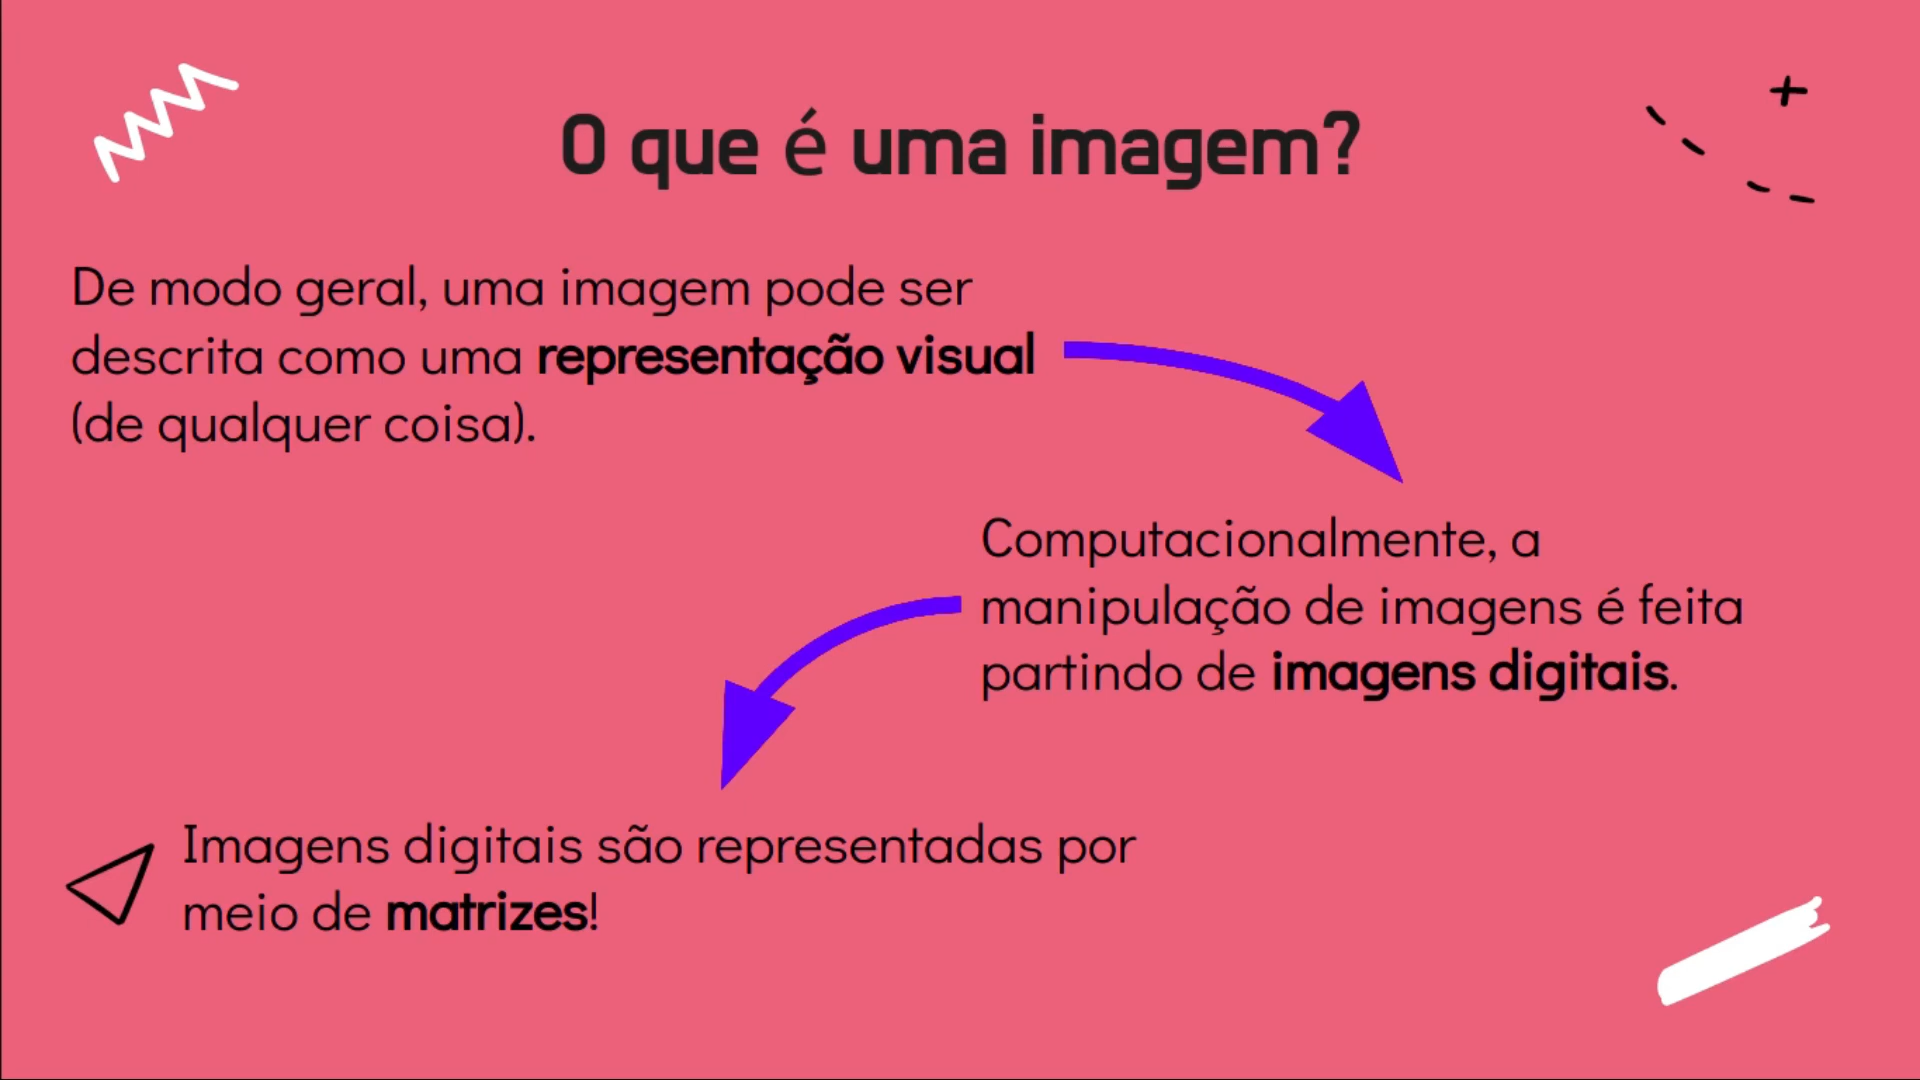 O que é uma imagem?
De modo geral, uma imagem pode ser
descrita como uma representação visual
(de qualquer coisa).
Computacionalmente, a
manipulação de imagens é feita
partindo de imagens digitais.
Imagens digitais são representadas por
meio de matrizes!